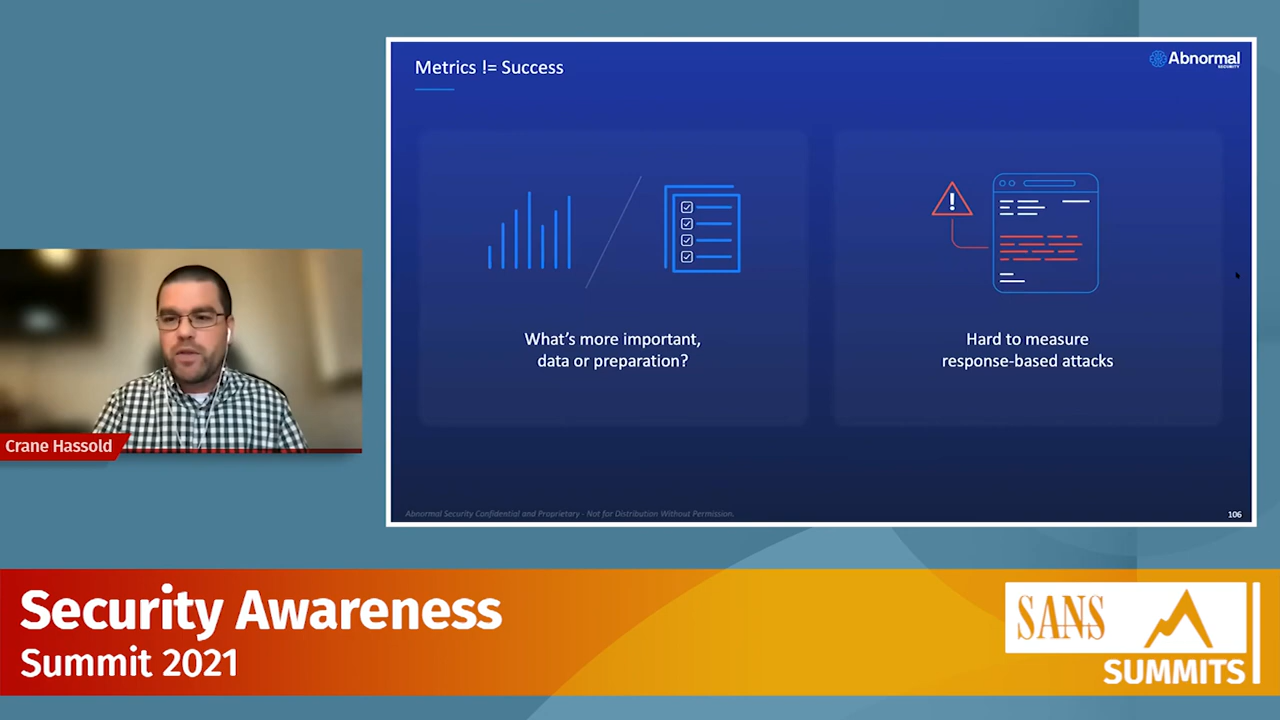 Metrics != Success
Abnormal
SECURITY
What's more important,
data or preparation?
Hard to measure
response-based attacks
Crane Hassold
Abnormal Security Confidential and Proprietary - Not for Distribution Without Permission.
106
Security Awareness
Summit 2021
SANS
SUMMITS